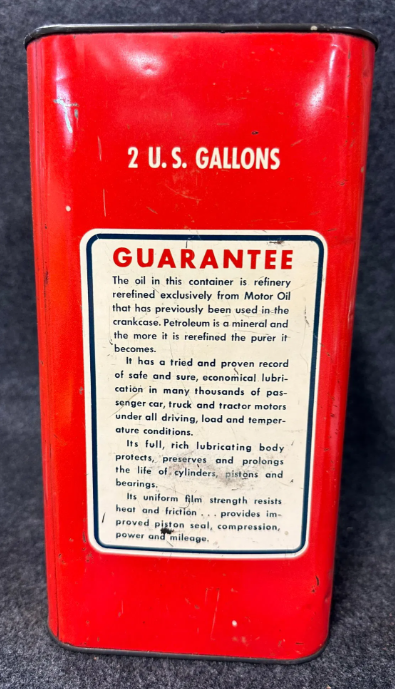 2 U.S. GALLONS
GUARANTEE
The oil in this container is refinery
rerefined exclusively from Motor Oil
that has previously been used in the
crankcase. Petroleum is a mineral and
the more it is rerefined the purer it
becomes.
It has a tried and proven record
of safe and sure, economical lubri-
cation in many thousands of pas-
senger car, truck and tractor motors
under all driving, load and temper-
ature conditions.
Its full, rich lubricating body
protects, preserves and prolongs
the life of cylinders, pistons and
bearings.
Its uniform film strength resists
heat and friction . . . provides im-
proved piston seal, compression,
power and mileage.